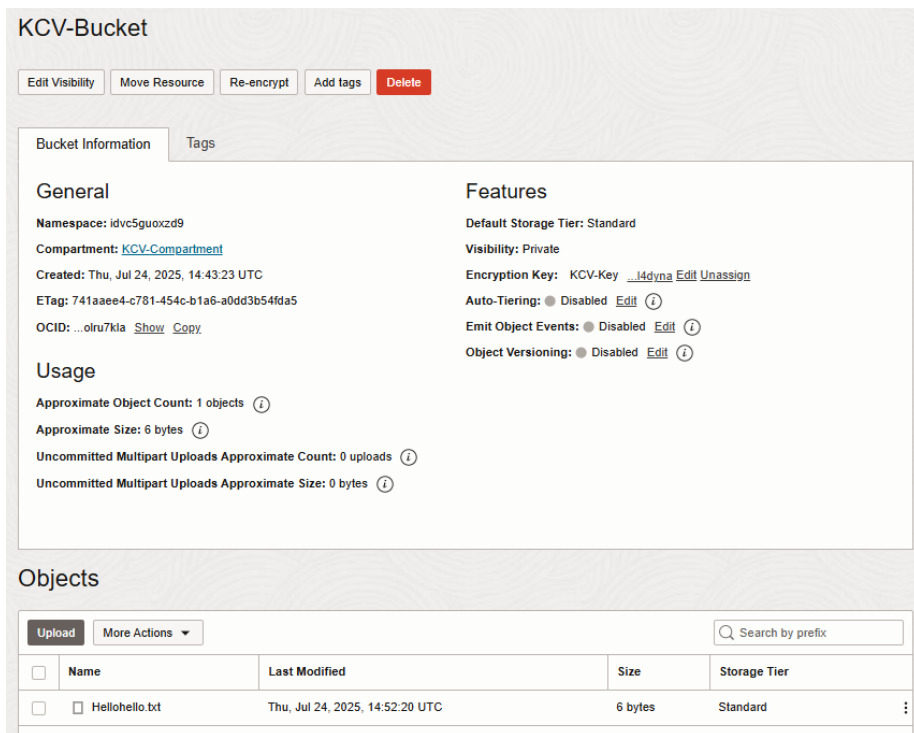 KCV-Bucket
Edit Visibility Move Resource Re-encrypt Add tags Delete
Bucket Information Tags
General
Namespace: idvc5guoxzd9
Compartment: KCV-Compartment
Created: Thu, Jul 24, 2025, 14:43:23 UTC
ETag: 741aaee4-c781-454c-b1a6-a0dd3b54fda5
OCID: ...olru7kla Show Copy
Usage
Approximate Object Count: 1 objects
Approximate Size: 6 bytes
Uncommitted Multipart Uploads Approximate Count: 0 uploads
Uncommitted Multipart Uploads Approximate Size: 0 bytes
Features
Default Storage Tier: Standard
Visibility: Private
Encryption Key: KCV-Key ...l4dyna Edit Unassign
Auto-Tiering: Disabled Edit
Emit Object Events: Disabled Edit
Object Versioning: Disabled Edit
Objects
Upload More Actions Search by prefix
Name Last Modified Size Storage Tier
Hellohello.txt Thu, Jul 24, 2025, 14:52:20 UTC 6 bytes Standard